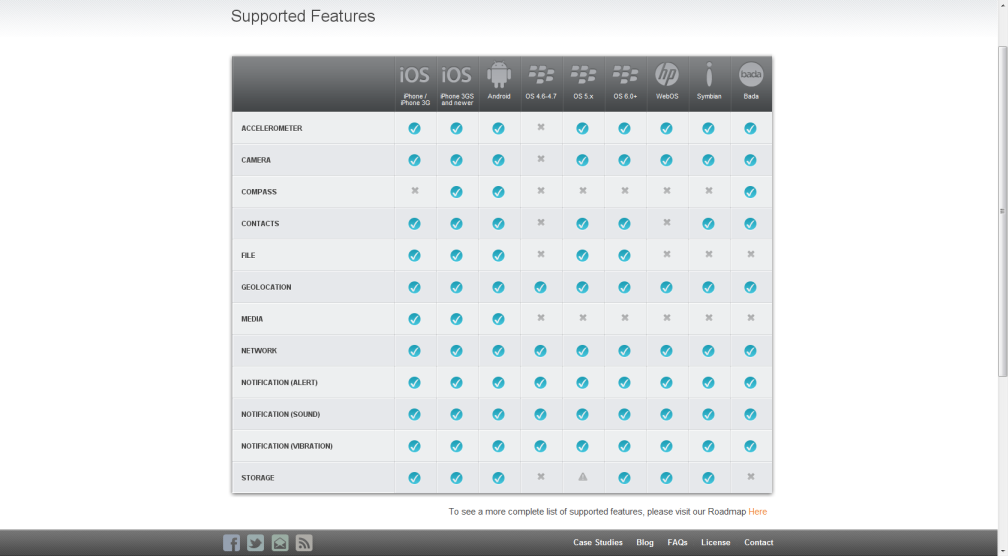 Supported Features
iOS iOS hp bada
iPhone / iPhone 3GS Android OS 4.6-4.7 OS 5.x OS 6.0+ WebOS Symbian Bada
iPhone 3G and newer
ACCELEROMETER
CAMERA
COMPASS
CONTACTS
FILE
GEOLOCATION
MEDIA
NETWORK
NOTIFICATION (ALERT)
NOTIFICATION (SOUND)
NOTIFICATION (VIBRATION)
STORAGE
To see a more complete list of supported features, please visit our Roadmap Here
Case Studies Blog FAQs License Contact